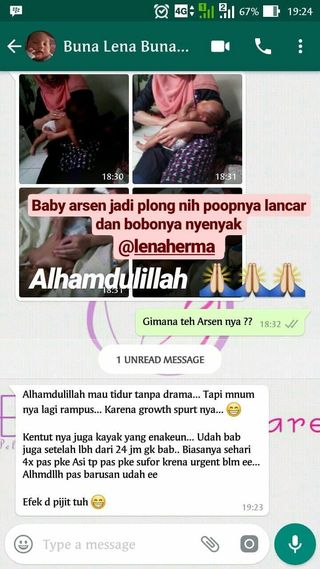 4G 67% 19:24
Buna Lena Buna...
18:30
18:31
Baby arsen jadi plong nih poopnya lancar
dan bobonya nyenyak
@lenaherma
Alhamdulillah
Gimana teh Arsen nya ?? 18:32
1 UNREAD MESSAGE
Alhamdulillah mau tidur tanpa drama... Tapi mnum
nya lagi rampus... Karena growth spurt nya...
Kentut nya juga kayak yang enakeun... Udah bab
juga setelah lbh dari 24 jm gk bab.. Biasanya sehari
4x pas pke Asi tp pas pke sufor krena urgent blm ee...
Alhmdllh pas barusan udah ee
Efek d pijit tuh
19:23
Type a message